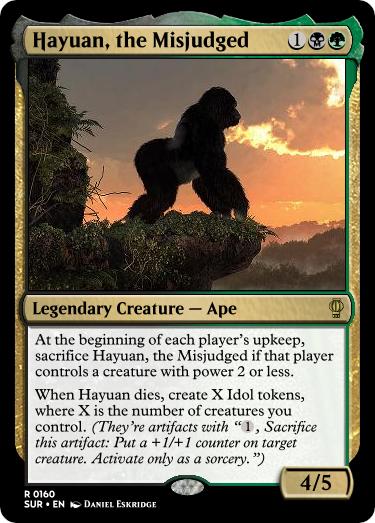 Hayuan, the Misjudged 1
Legendary Creature — Ape
At the beginning of each player's upkeep,
sacrifice Hayuan, the Misjudged if that player
controls a creature with power 2 or less.
When Hayuan dies, create X Idol tokens,
where X is the number of creatures you
control. (They're artifacts with “1, Sacrifice
this artifact: Put a +1/+1 counter on target
creature. Activate only as a sorcery.”)
4/5
R 0160
SUR • EN Daniel Eskridge